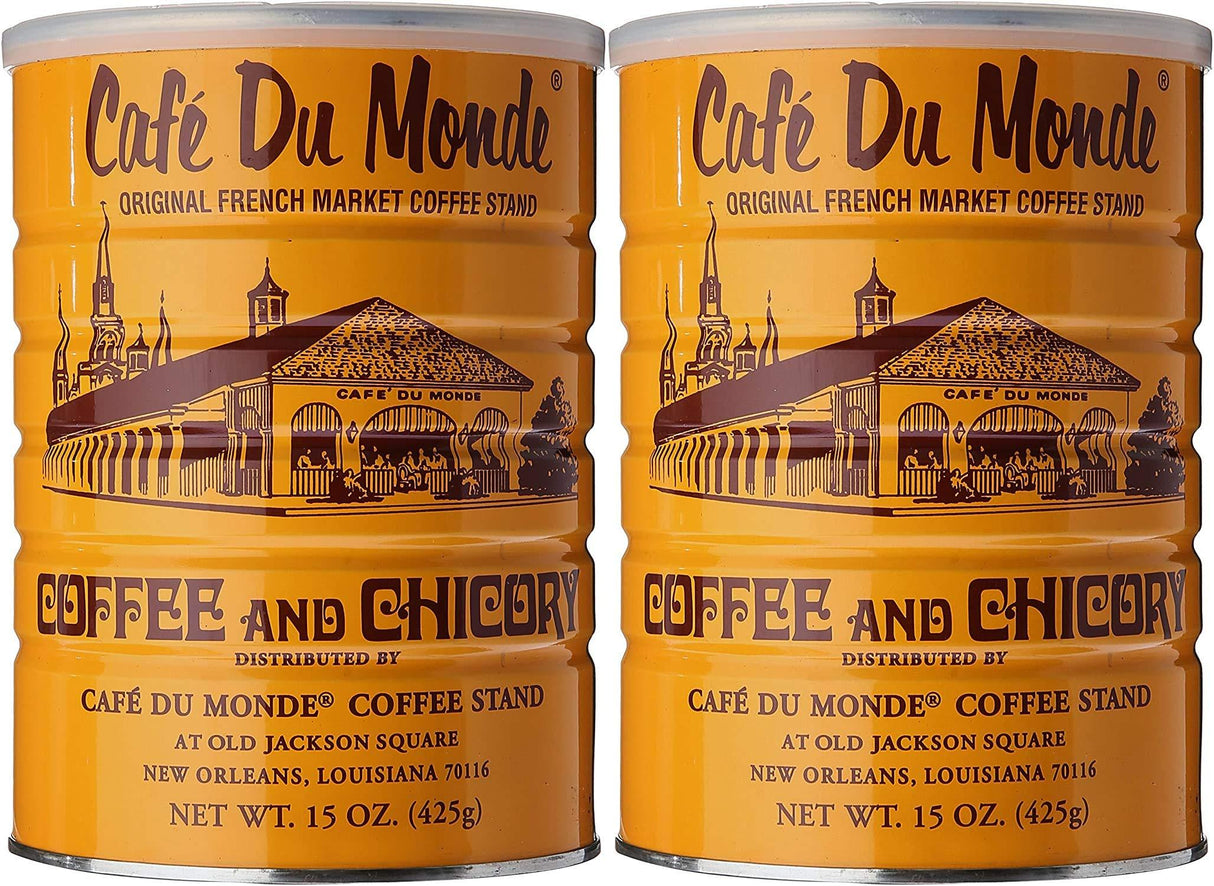 Café Du Monde®
ORIGINAL FRENCH MARKET COFFEE STAND
CAFE' DU MONDE
COFFEE AND CHICORY
DISTRIBUTED BY
CAFÉ DU MONDE® COFFEE STAND
AT OLD JACKSON SQUARE
NEW ORLEANS, LOUISIANA 70116
NET WT. 15 OZ. (425g)
Café Du Monde®
ORIGINAL FRENCH MARKET COFFEE STAND
CAFE' DU MONDE
COFFEE AND CHICORY
DISTRIBUTED BY
CAFÉ DU MONDE® COFFEE STAND
AT OLD JACKSON SQUARE
NEW ORLEANS, LOUISIANA 70116
NET WT. 15 OZ. (425g)